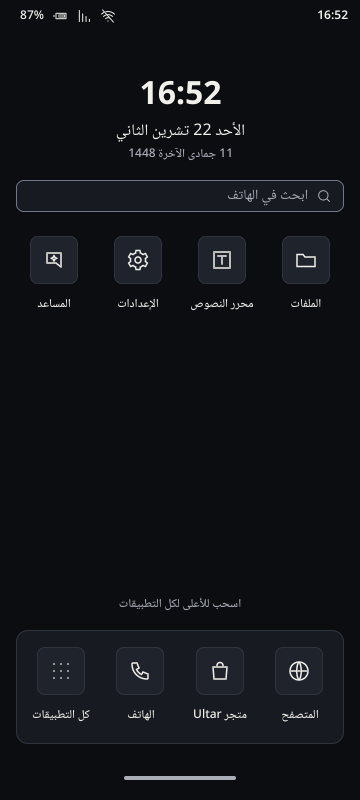 87%
16:52
16:52
الأحد 22 تشرين الثاني
11 جمادى الآخرة 1448
ابحث في الهاتف
الملفات
محرر النصوص
الإعدادات
المساعد
اسحب للأعلى لكل التطبيقات
المتصفح
متجر Ultar
الهاتف
كل التطبيقات